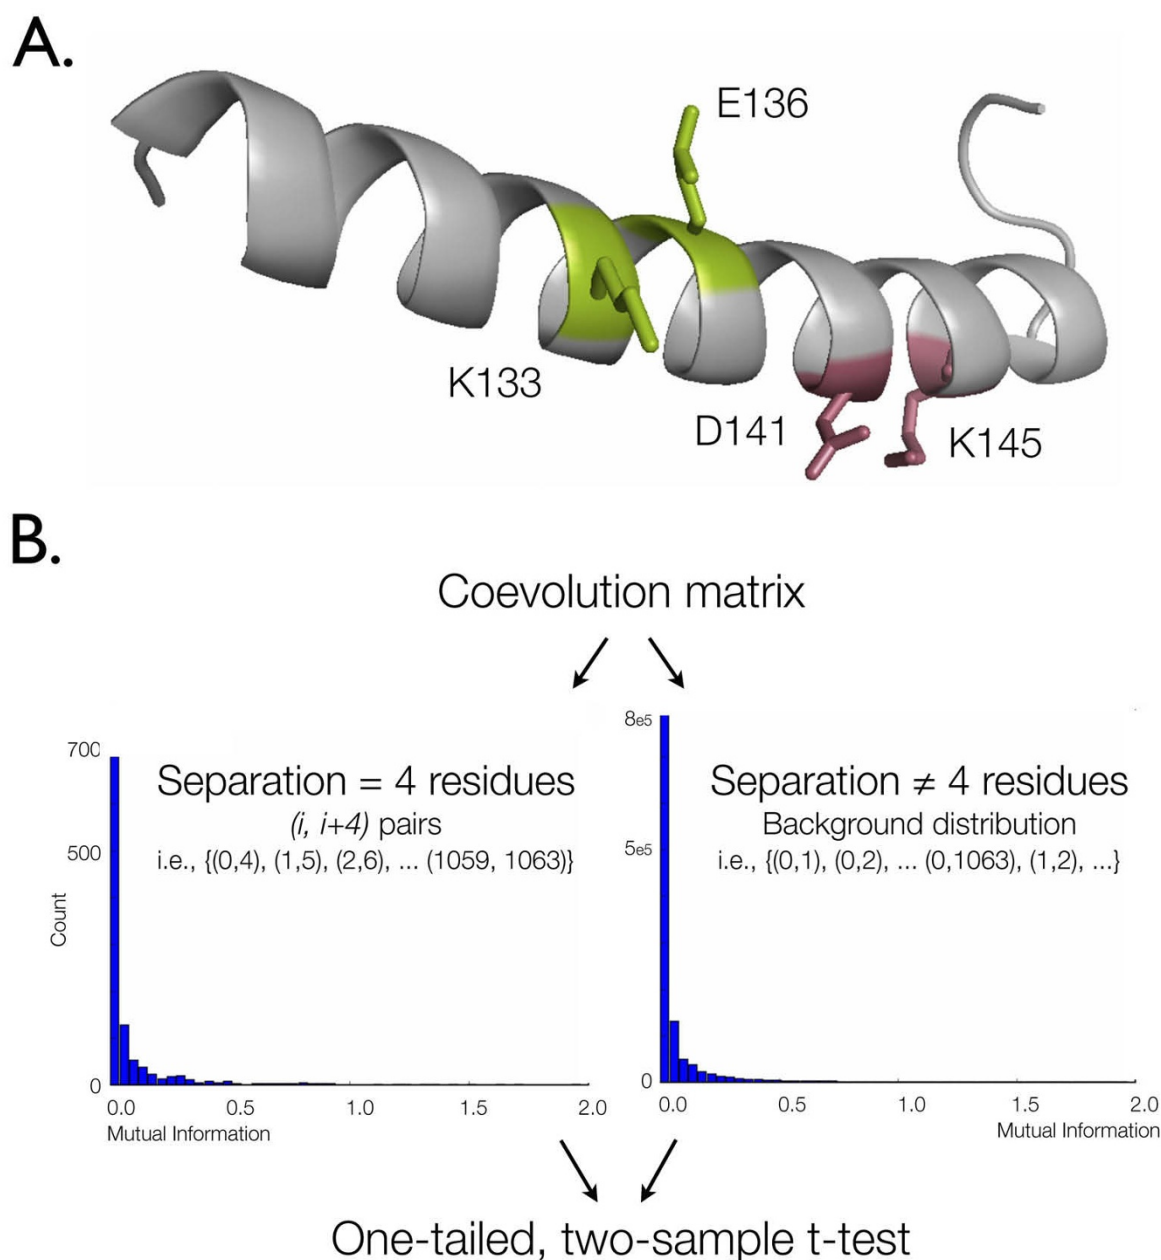 A.
E136
K133
D141
K145
B.
Coevolution matrix
700
Separation = 4 residues
(i, i+4) pairs
i.e., {(0,4), (1,5), (2,6), ... (1059, 1063)}
500
Count
0
0.0 0.5 1.0 1.5 2.0
Mutual Information
8e5
Separation ≠ 4 residues
Background distribution
i.e., {(0,1), (0,2), ... (0,1063), (1,2), ...}
5e5
0
0.0 0.5 1.0 1.5 2.0
Mutual Information
One-tailed, two-sample t-test